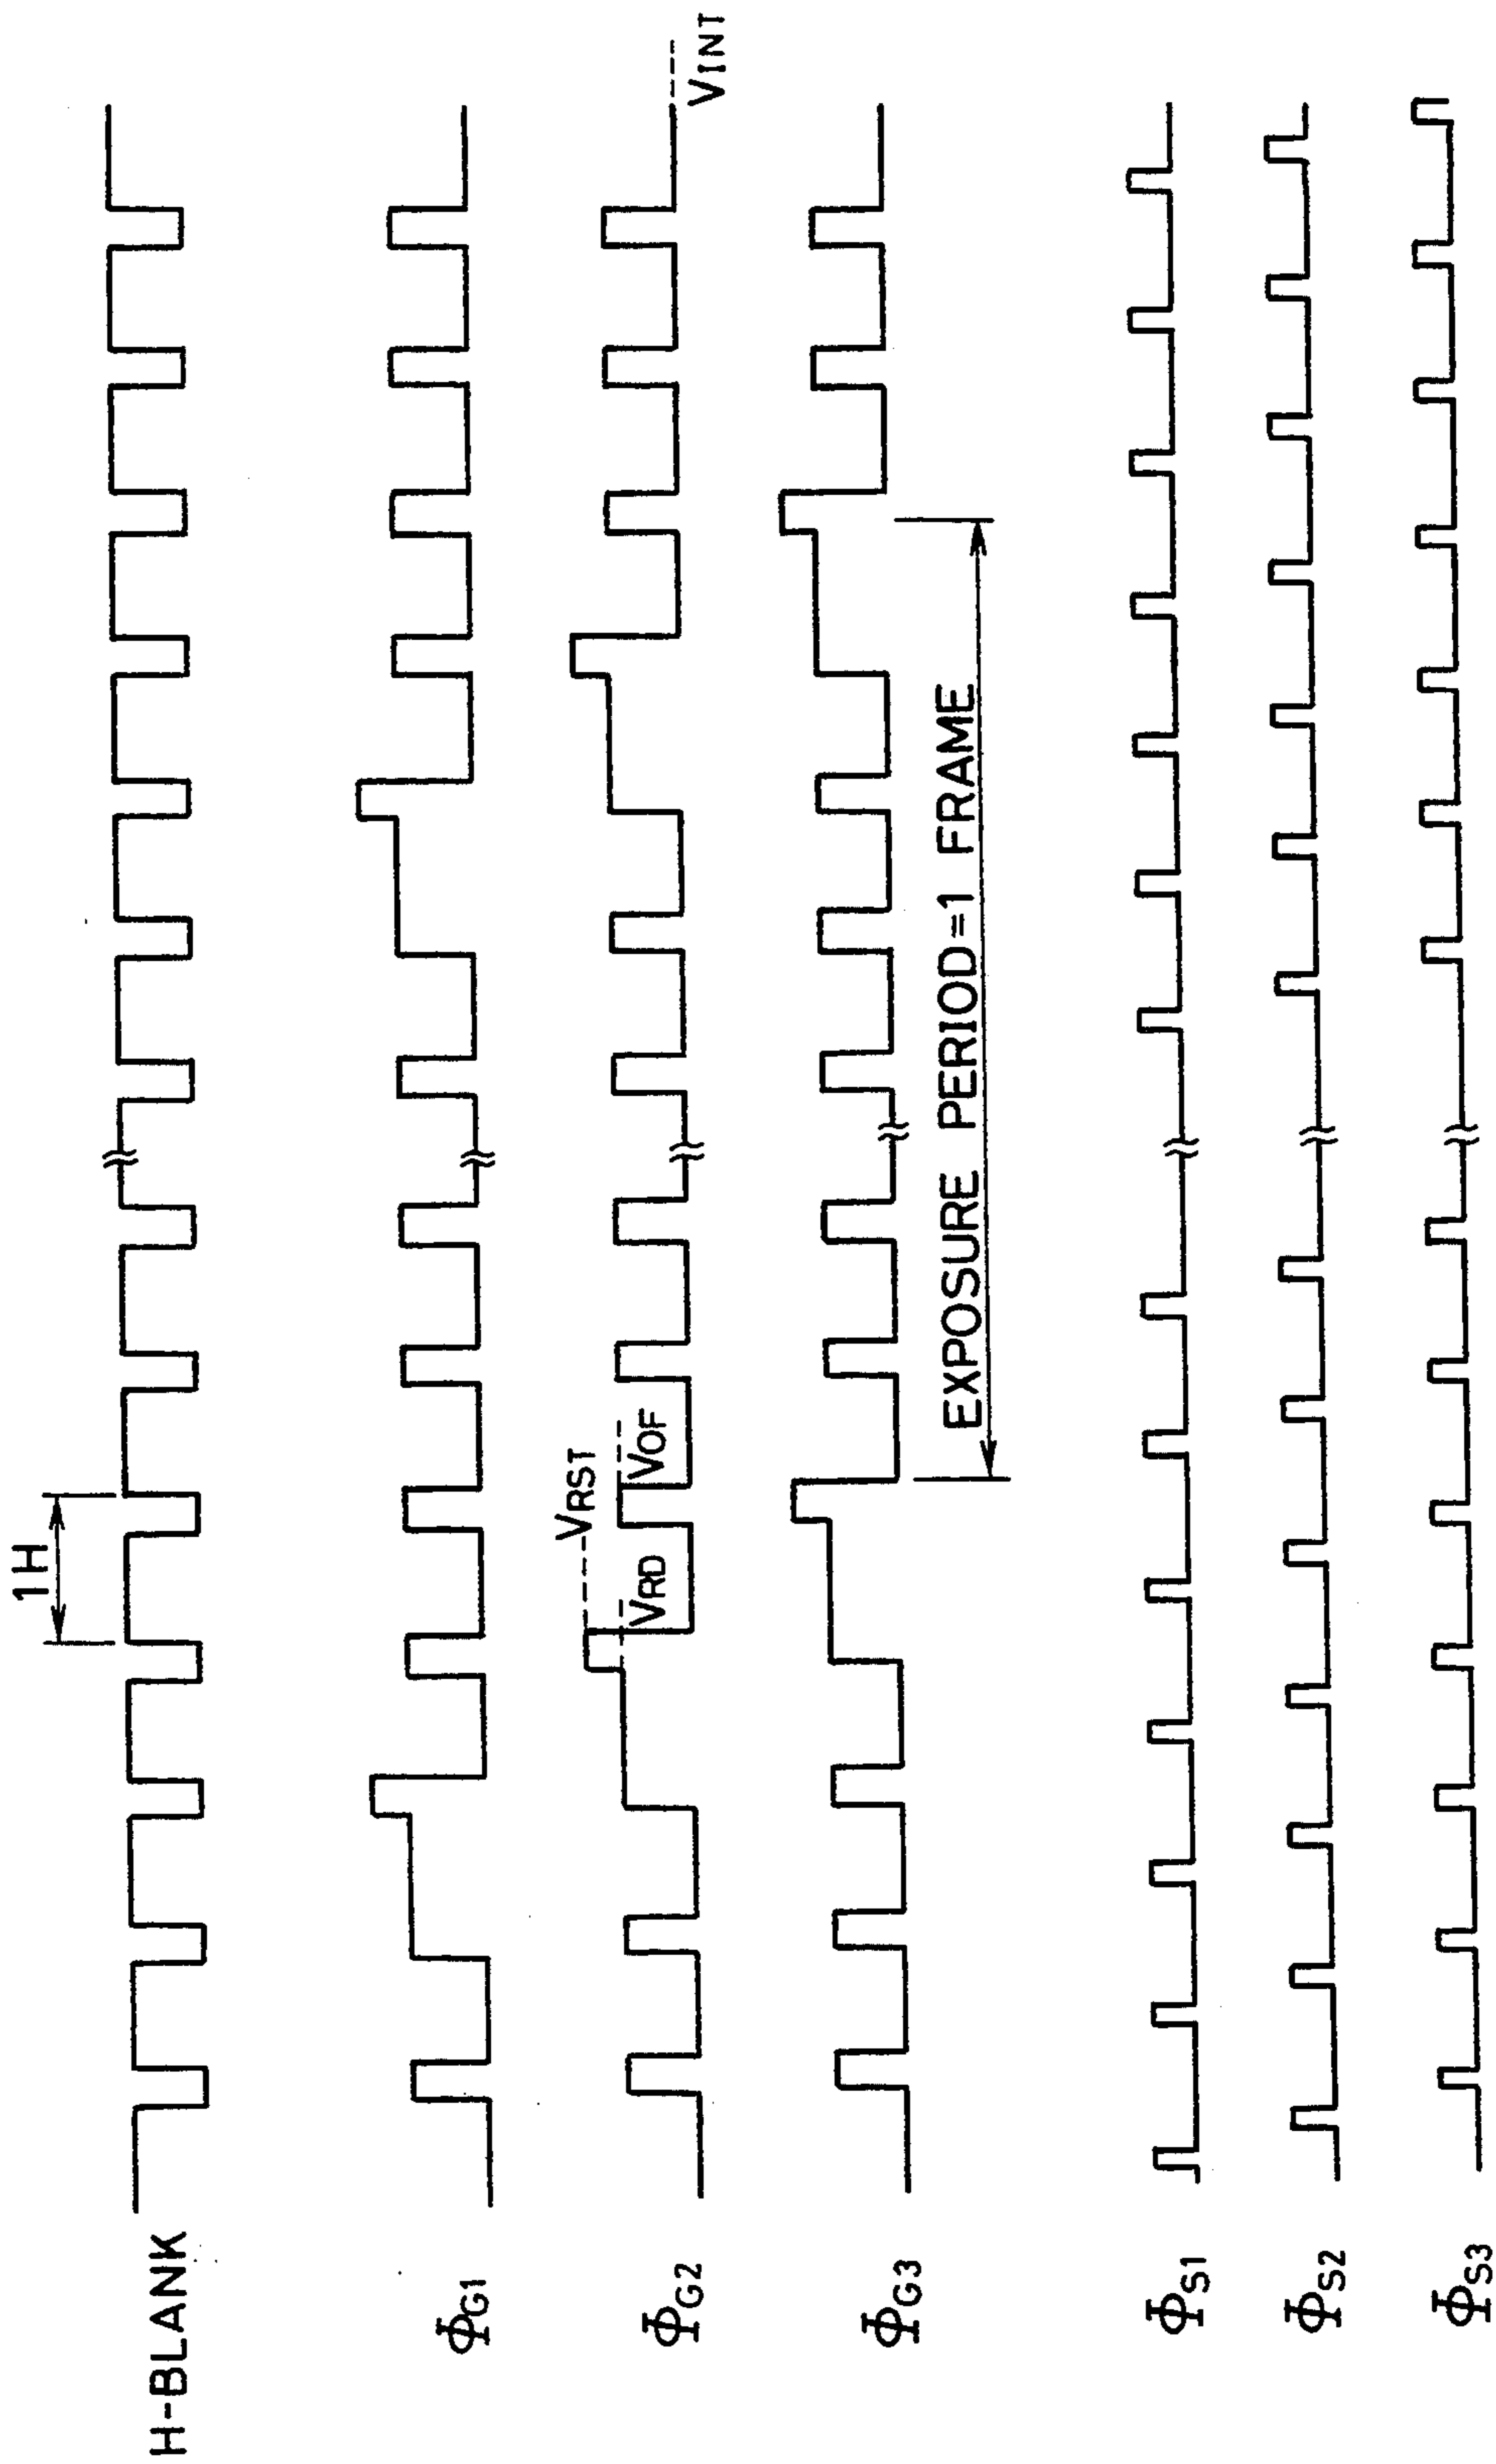 1H
H-BLANK
ΦG1
VRST
VRD
VOF
ΦG2
VINT
ΦG3
EXPOSURE PERIOD=1 FRAME
ΦS1
ΦS2
ΦS3